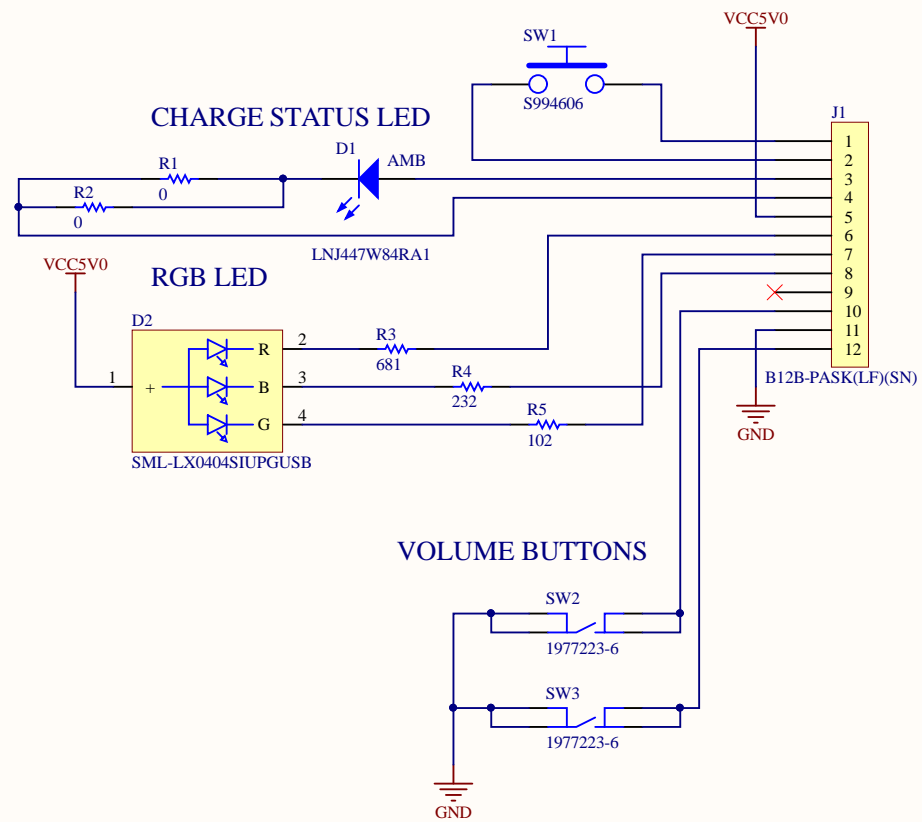 VCC5V0
SW1
S994606
J1
CHARGE STATUS LED
D1
AMB
R1
0
R2
0
LNJ447W84RA1
1
2
3
4
5
6
7
8
9
10
11
12
B12B-PASK(LF)(SN)
GND
VCC5V0
RGB LED
D2
1
+
R
B
G
2
3
4
SML-LX0404SIUPGUSB
R3
681
R4
232
R5
102
VOLUME BUTTONS
SW2
1977223-6
SW3
1977223-6
GND